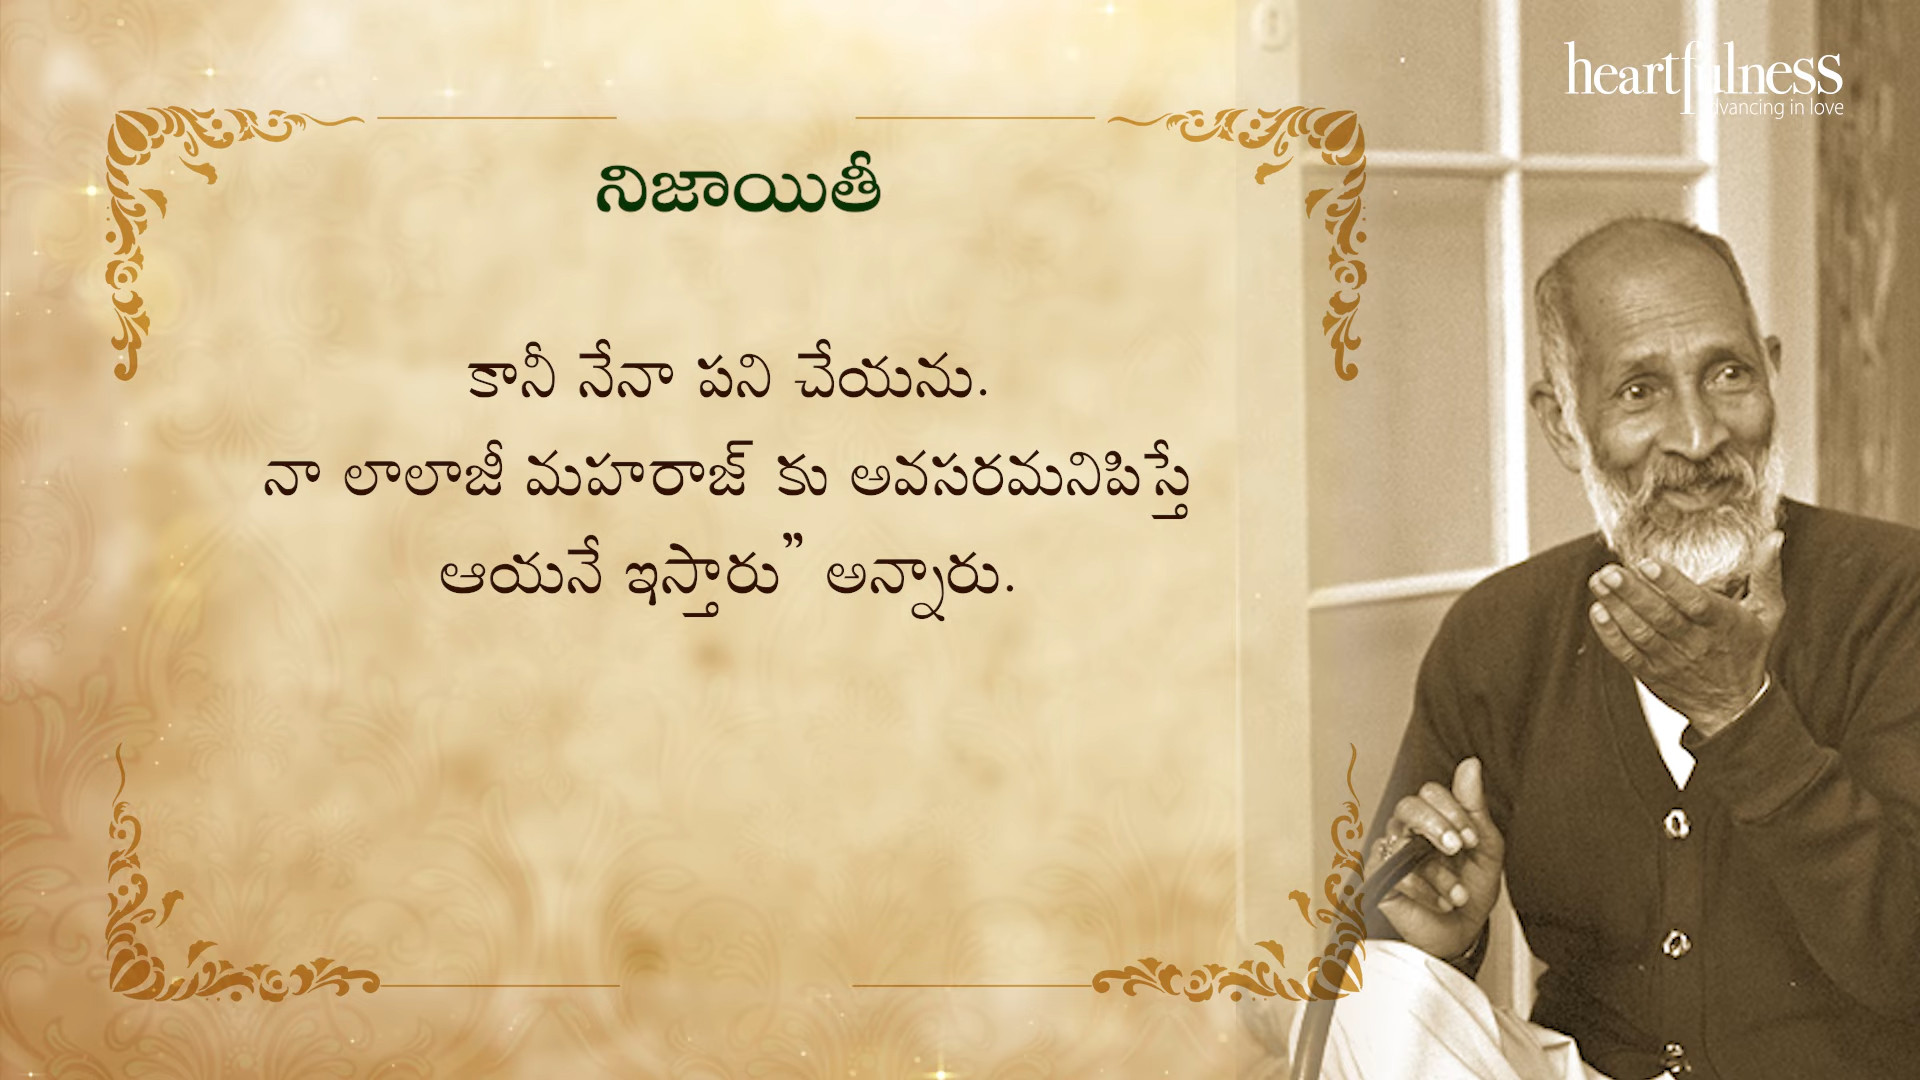 heartfulness
advancing in love
నిజాయితీ
కానీ నేనా పని చేయను.
నా లాలాజీ మహరాజ్ కు అవసరమనిపిస్తే
ఆయనే ఇస్తారు” అన్నారు.